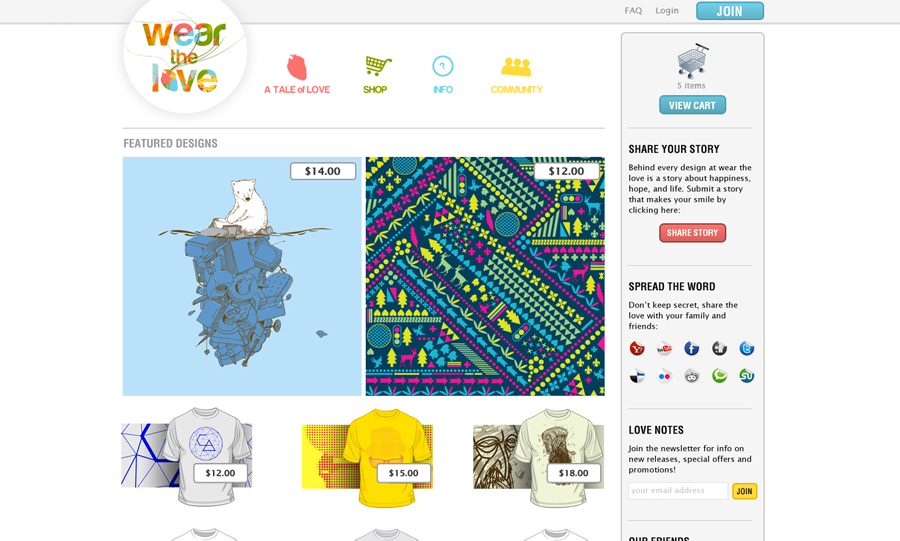 FAQ Login JOIN
wear
the
love
A TALE of LOVE SHOP INFO COMMUNITY
5 items
VIEW CART
FEATURED DESIGNS
$14.00
$12.00
$12.00
$15.00
$18.00
SHARE YOUR STORY
Behind every design at wear the
love is a story about happiness,
hope, and life. Submit a story
that makes your smile by
clicking here:
SHARE STORY
SPREAD THE WORD
Don't keep secret, share the
love with your family and
friends:
LOVE NOTES
Join the newsletter for info on
new releases, special offers and
promotions!
your email address JOIN
OUR FRIENDS